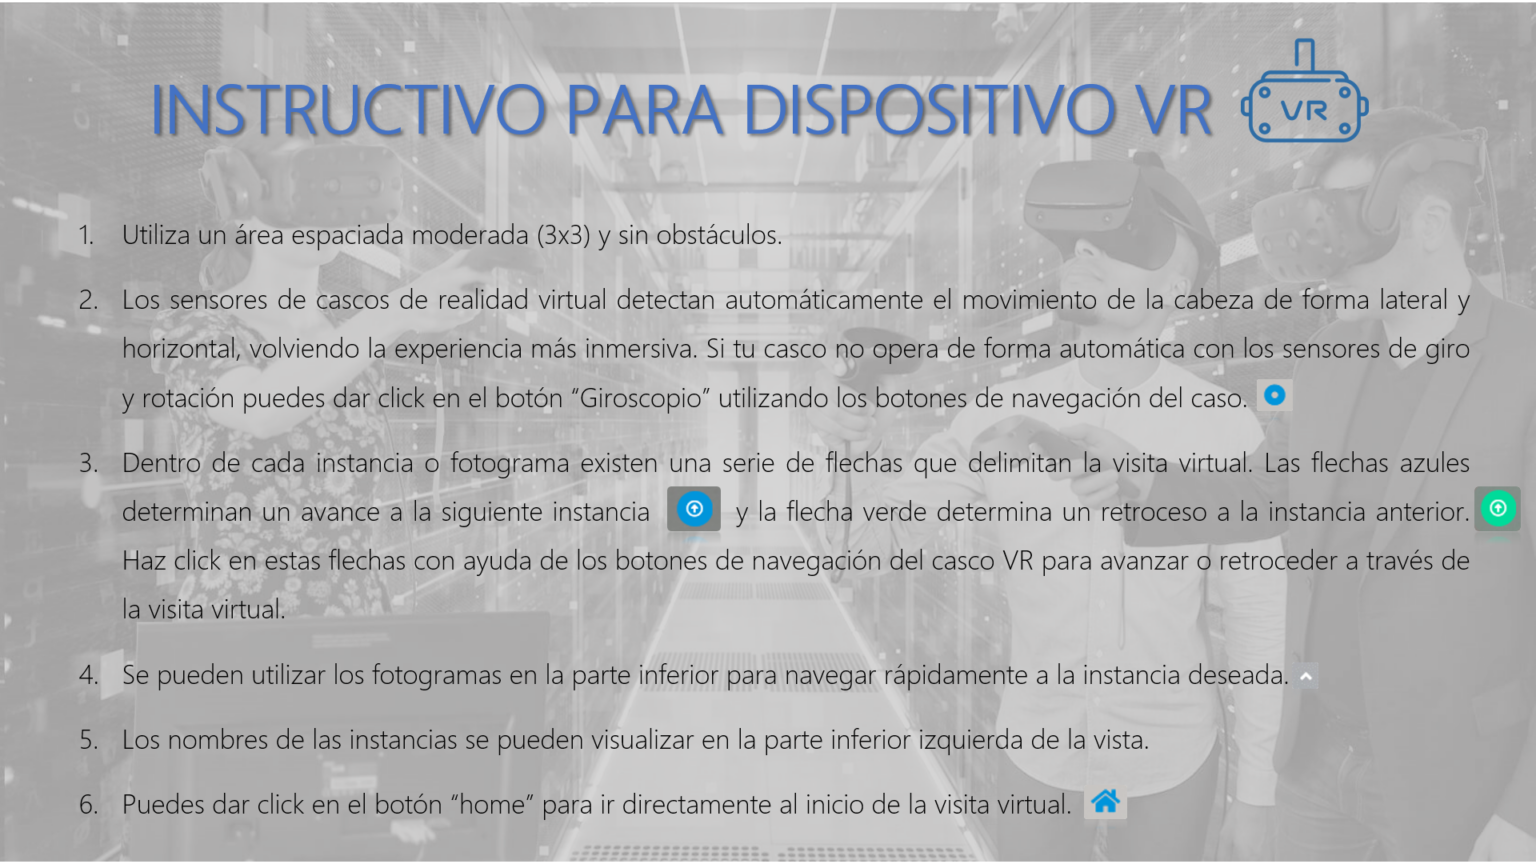 INSTRUCTIVO PARA DISPOSITIVO VR
VR
1. Utiliza un área espaciada moderada (3x3) y sin obstáculos.
2. Los sensores de cascos de realidad virtual detectan automáticamente el movimiento de la cabeza de forma lateral y
horizontal, volviendo la experiencia más inmersiva. Si tu casco no opera de forma automática con los sensores de giro
y rotación puedes dar click en el botón “Giroscopio” utilizando los botones de navegación del caso.
3. Dentro de cada instancia o fotograma existen una serie de flechas que delimitan la visita virtual. Las flechas azules
determinan un avance a la siguiente instancia y la flecha verde determina un retroceso a la instancia anterior.
Haz click en estas flechas con ayuda de los botones de navegación del casco VR para avanzar o retroceder a través de
la visita virtual.
4. Se pueden utilizar los fotogramas en la parte inferior para navegar rápidamente a la instancia deseada.
5. Los nombres de las instancias se pueden visualizar en la parte inferior izquierda de la vista.
6. Puedes dar click en el botón “home” para ir directamente al inicio de la visita virtual.